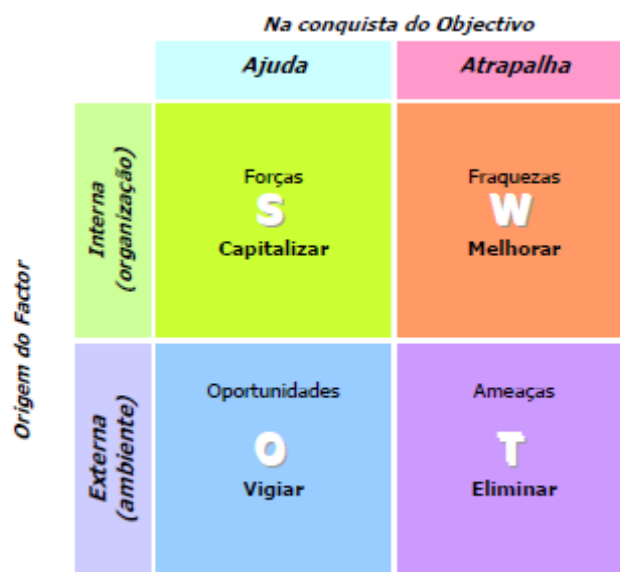 Na conquista do Objectivo
Ajuda
Atrapalha
Origem do Factor
Interna
(organização)
Forças
S
Capitalizar
Fraquezas
W
Melhorar
Externa
(ambiente)
Oportunidades
O
Vigiar
Ameaças
T
Eliminar